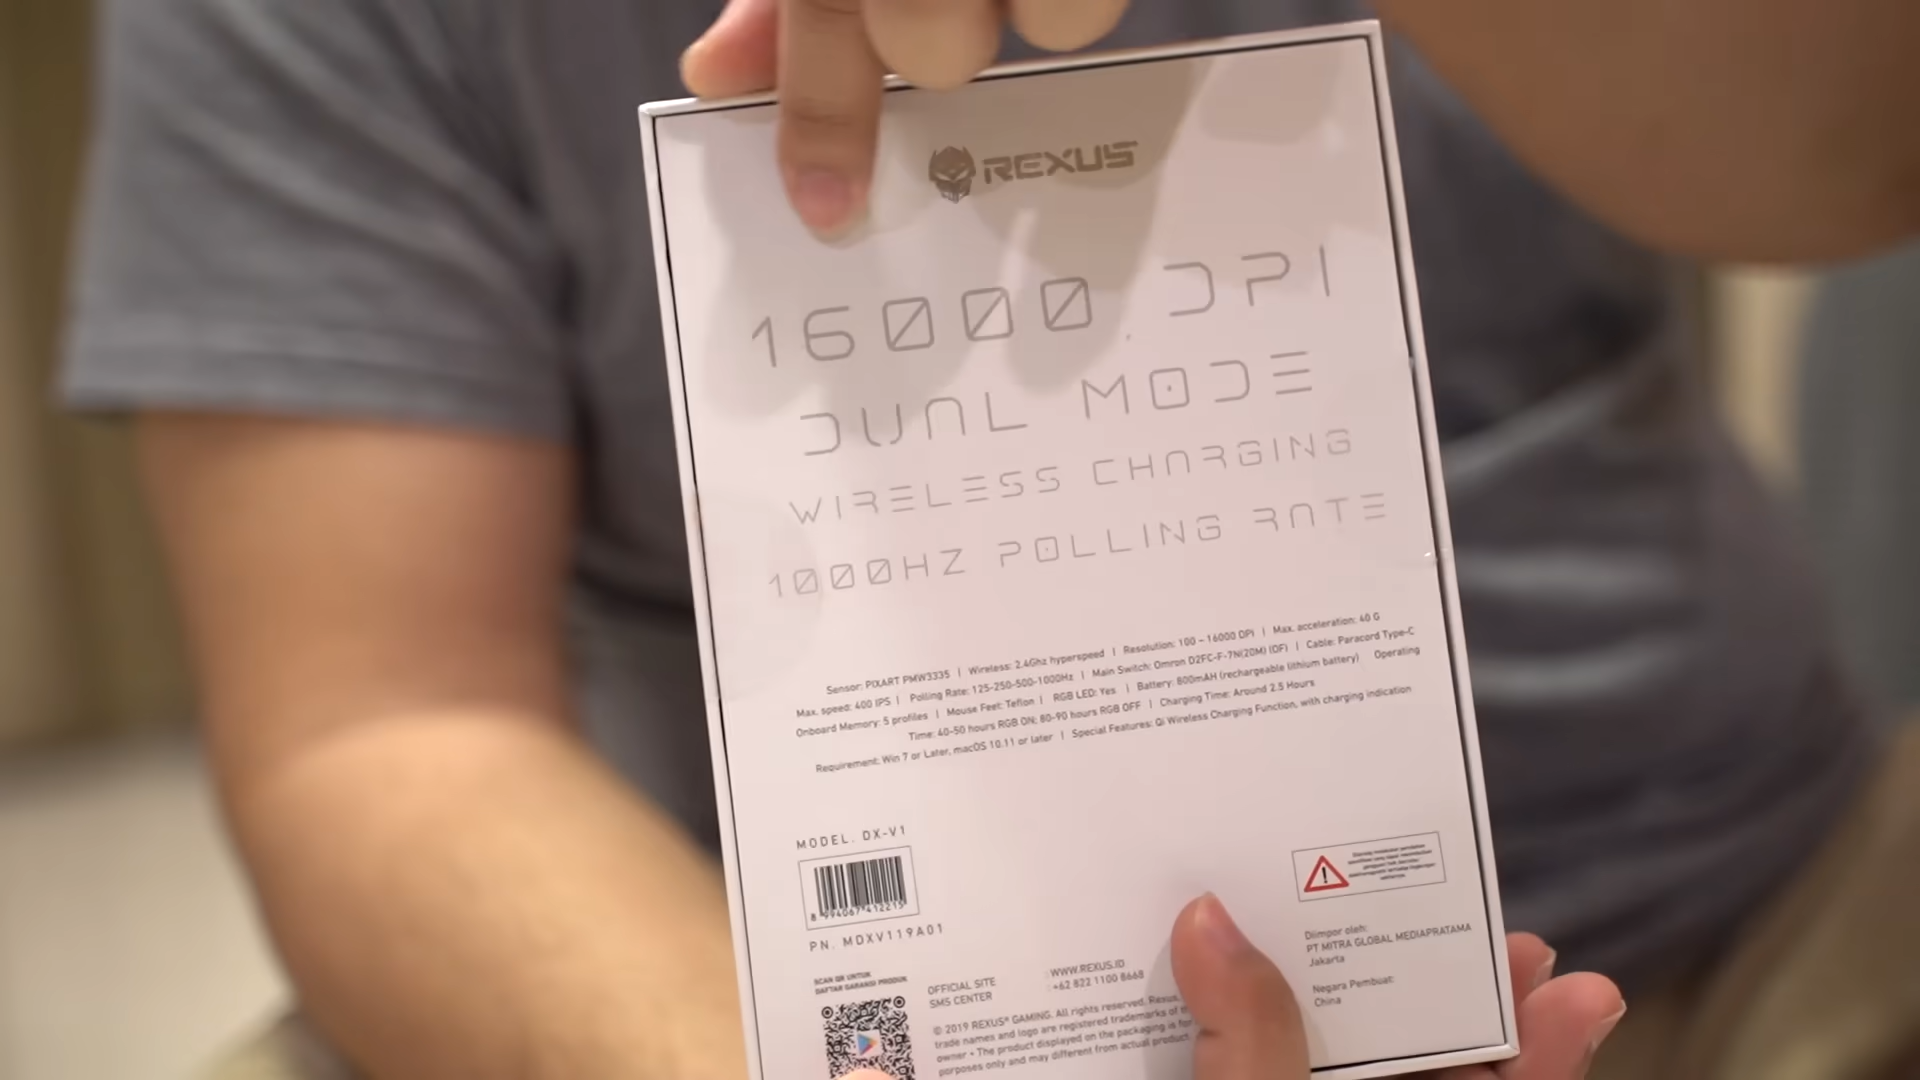 REXUS
16000.DPI
DUAL MODE
WIRELESS CHARGING
1000HZ POLLING RATE
Sensor: PIXART PMW3335 | Wireless: 2.4Ghz hyperspeed | Resolution: 100 - 16000 DPI | Max. acceleration: 40 G
Max. speed: 400 IPS | Polling Rate: 125-250-500-1000Hz | Main Switch: Omron D2FC-F-7N(20M) (OF) | Cable: Paracord Type-C
Onboard Memory: 5 profiles | Mouse Feet: Teflon | RGB LED: Yes | Battery: 800mAH (rechargeable lithium battery) Operating
Time: 40-50 hours RGB ON; 80-90 hours RGB OFF | Charging Time: Around 2.5 Hours
Requirement: Win 7 or Later, macOS 10.11 or later | Special Features: Qi Wireless Charging Function, with charging indication
MODEL. DX-V1
8 994067 412215
PN. MDXV119A01
SCAN QR UNTUK
DAFTAR GARANSI PRODUK
OFFICIAL SITE : WWW.REXUS.ID
SMS CENTER : +62 822 1100 8668
© 2019 REXUS® GAMING. All rights reserved. Rexus,
trade names and logo are registered trademarks of
owner • The product displayed on the packaging is for
porposes only and may different from actual product.
Diimpor oleh:
PT MITRA GLOBAL MEDIAPRATAMA
Jakarta
Negara Pembuat:
China